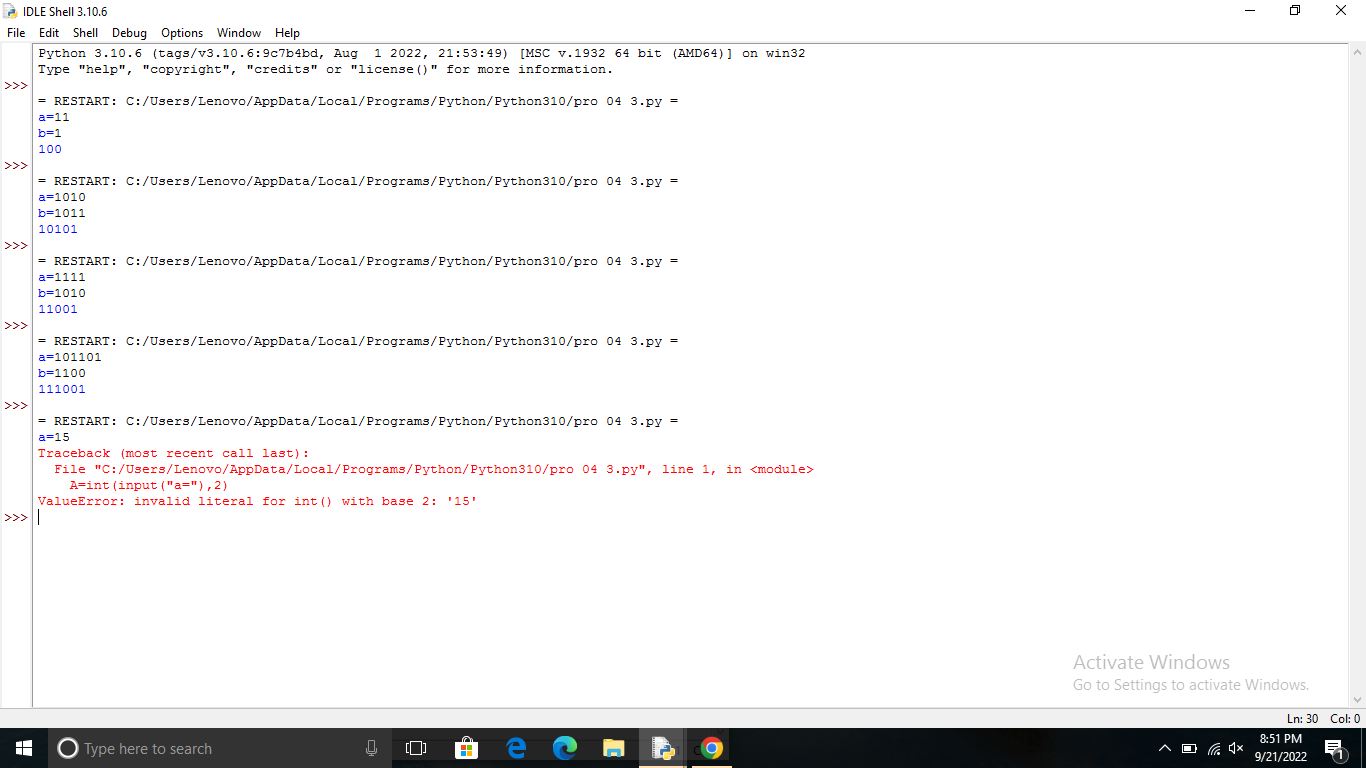 IDLE Shell 3.10.6
File Edit Shell Debug Options Window Help
Python 3.10.6 (tags/v3.10.6:9c7b4bd, Aug  1 2022, 21:53:49) [MSC v.1932 64 bit (AMD64)] on win32
Type "help", "copyright", "credits" or "license()" for more information.
>>>
= RESTART: C:/Users/Lenovo/AppData/Local/Programs/Python/Python310/pro 04 3.py =
a=11
b=1
100
>>>
= RESTART: C:/Users/Lenovo/AppData/Local/Programs/Python/Python310/pro 04 3.py =
a=1010
b=1011
10101
>>>
= RESTART: C:/Users/Lenovo/AppData/Local/Programs/Python/Python310/pro 04 3.py =
a=1111
b=1010
11001
>>>
= RESTART: C:/Users/Lenovo/AppData/Local/Programs/Python/Python310/pro 04 3.py =
a=101101
b=1100
111001
>>>
= RESTART: C:/Users/Lenovo/AppData/Local/Programs/Python/Python310/pro 04 3.py =
a=15
Traceback (most recent call last):
  File "C:/Users/Lenovo/AppData/Local/Programs/Python/Python310/pro 04 3.py", line 1, in <module>
    A=int(input("a="),2)
ValueError: invalid literal for int() with base 2: '15'
>>>
Activate Windows
Go to Settings to activate Windows.
Ln: 30 Col: 0
Type here to search
8:51 PM
9/21/2022
1